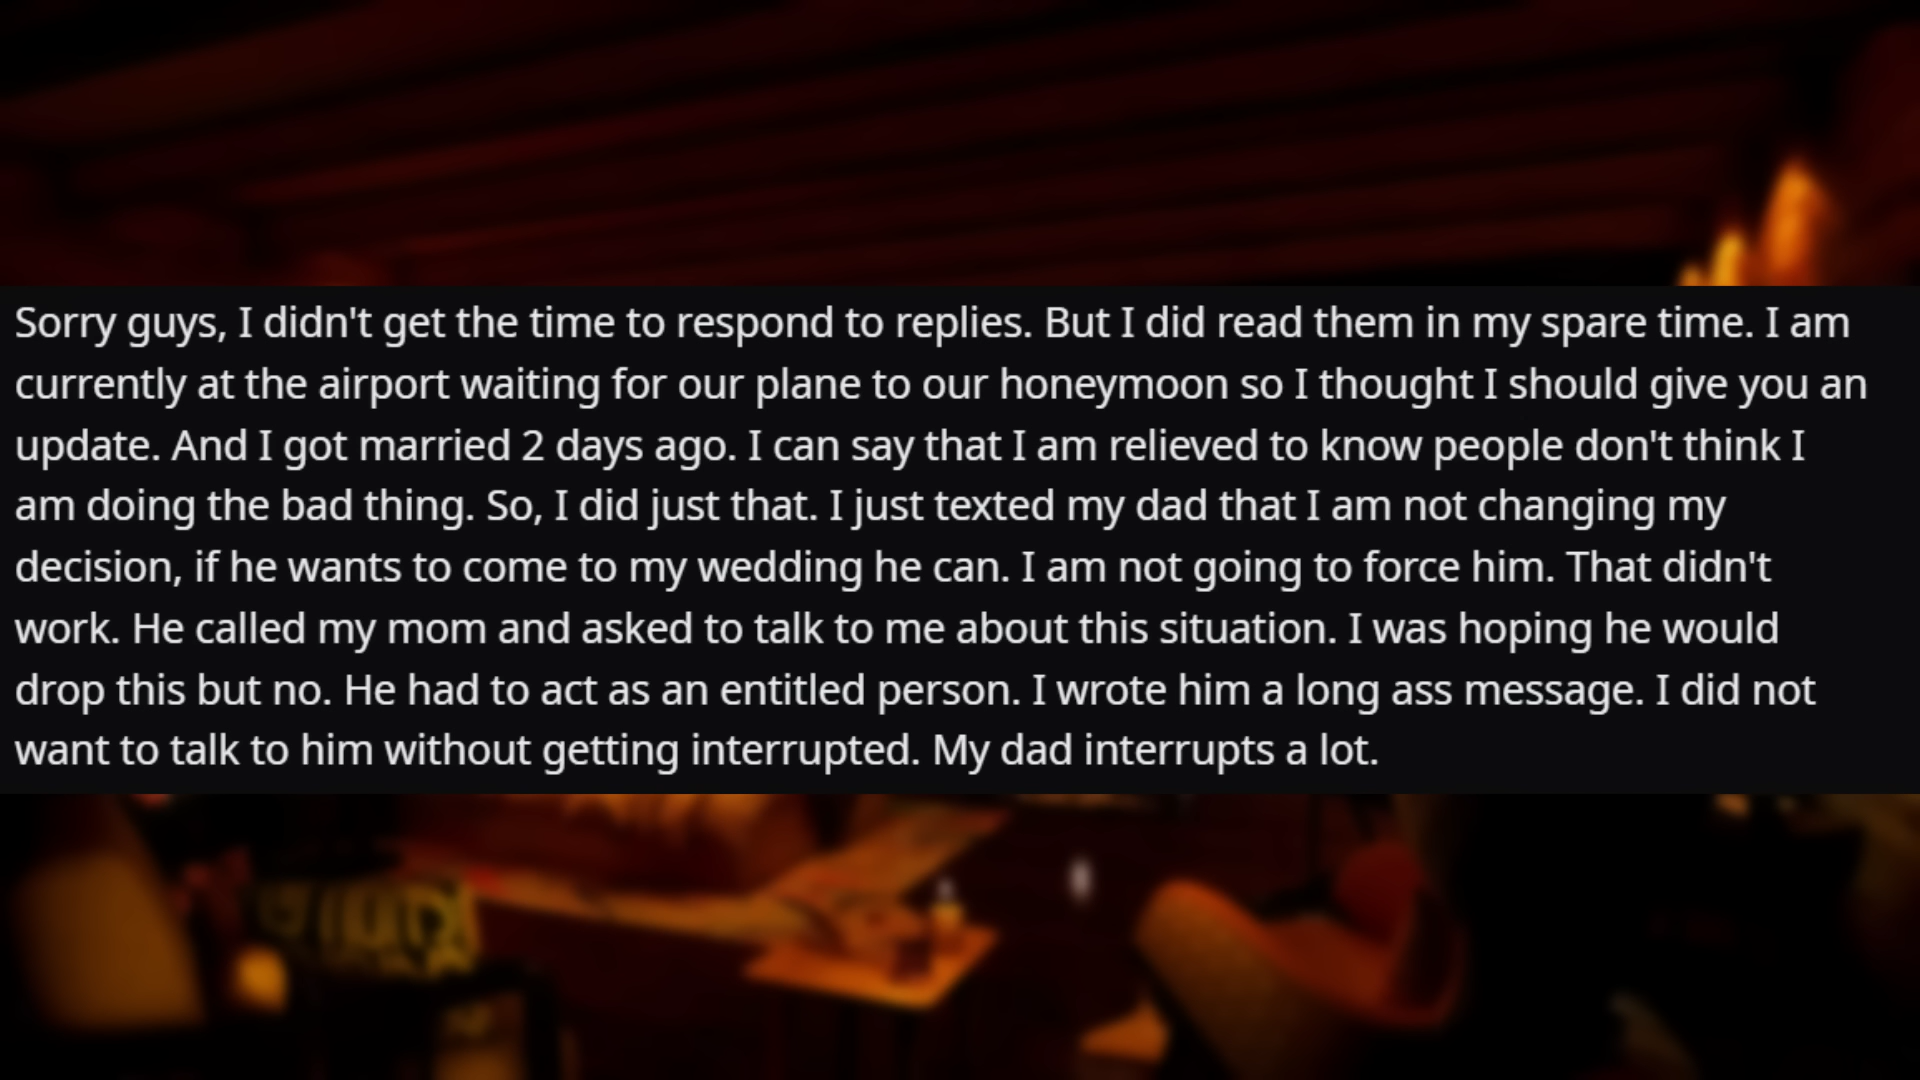 Sorry guys, I didn't get the time to respond to replies. But I did read them in my spare time. I am
currently at the airport waiting for our plane to our honeymoon so I thought I should give you an
update. And I got married 2 days ago. I can say that I am relieved to know people don't think I
am doing the bad thing. So, I did just that. I just texted my dad that I am not changing my
decision, if he wants to come to my wedding he can. I am not going to force him. That didn't
work. He called my mom and asked to talk to me about this situation. I was hoping he would
drop this but no. He had to act as an entitled person. I wrote him a long ass message. I did not
want to talk to him without getting interrupted. My dad interrupts a lot.